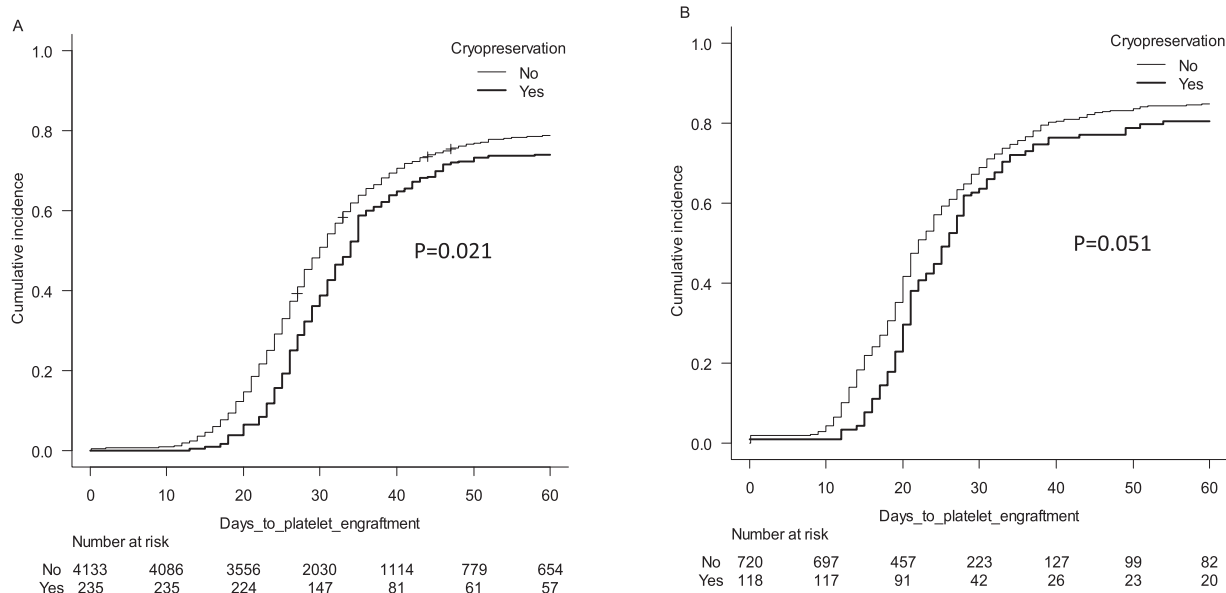 A
Cryopreservation
No
Yes
1.0
0.8
0.6
0.4
0.2
0.0
Cumulative incidence
P=0.021
0 10 20 30 40 50 60
Days_to_platelet_engraftment
Number at risk
No 4133 4086 3556 2030 1114 779 654
Yes 235 235 224 147 81 61 57
B
Cryopreservation
No
Yes
1.0
0.8
0.6
0.4
0.2
0.0
Cumulative incidence
P=0.051
0 10 20 30 40 50 60
Days_to_platelet_engraftment
Number at risk
No 720 697 457 223 127 99 82
Yes 118 117 91 42 26 23 20